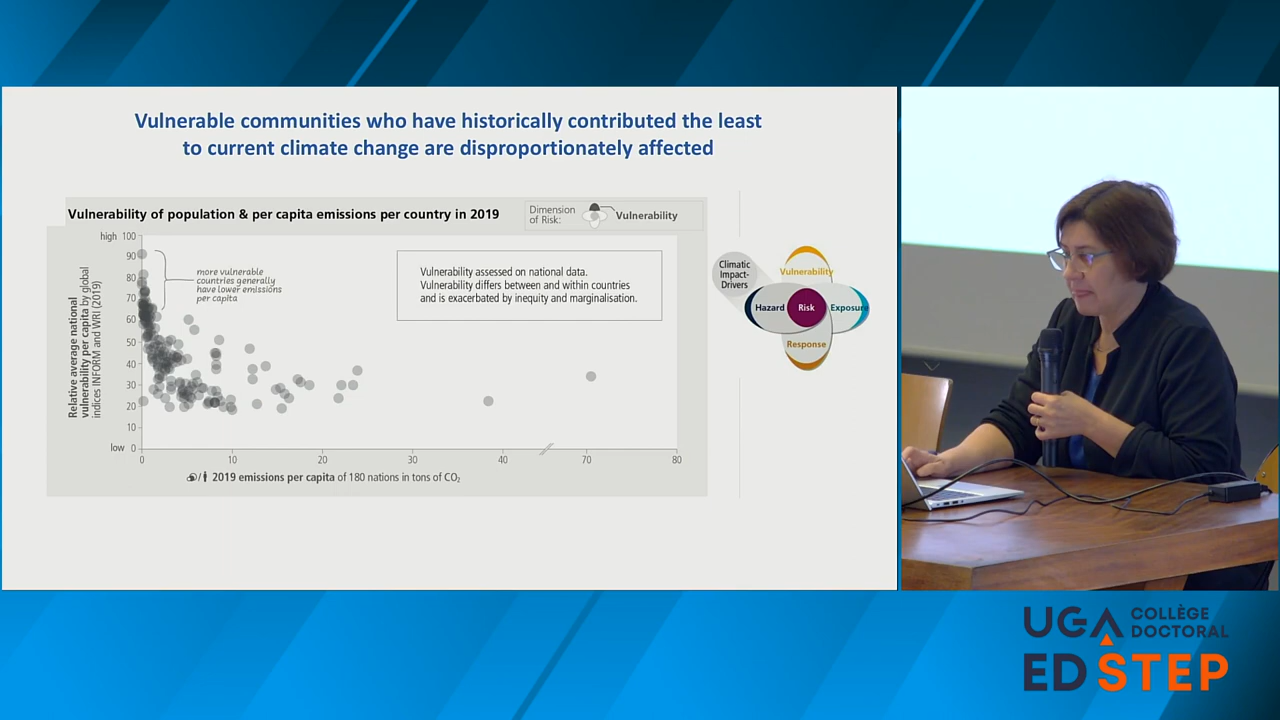 Vulnerable communities who have historically contributed the least
to current climate change are disproportionately affected
Vulnerability of population & per capita emissions per country in 2019
Dimension
of Risk:
Vulnerability
high 100
90
80
70
60
50
40
30
20
10
low 0
Relative average national
vulnerability per capita by global
indices INFORM and WRI (2019)
more vulnerable
countries generally
have lower emissions
per capita
Vulnerability assessed on national data.
Vulnerability differs between and within countries
and is exacerbated by inequity and marginalisation.
0 10 20 30 40 70 80
2019 emissions per capita of 180 nations in tons of CO₂
Climatic
Impact-
Drivers
Vulnerability
Hazard
Risk
Exposure
Response
UGA
COLLÈGE
DOCTORAL
ED STEP